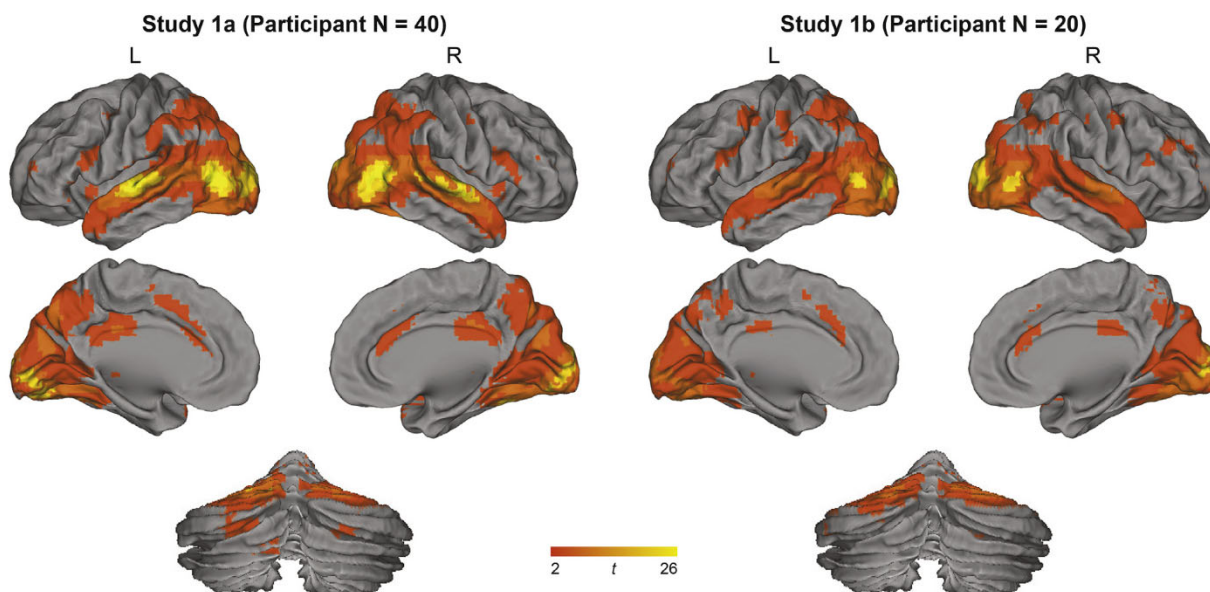 Study 1a (Participant N = 40)
Study 1b (Participant N = 20)
L
R
L
R
2
t
26